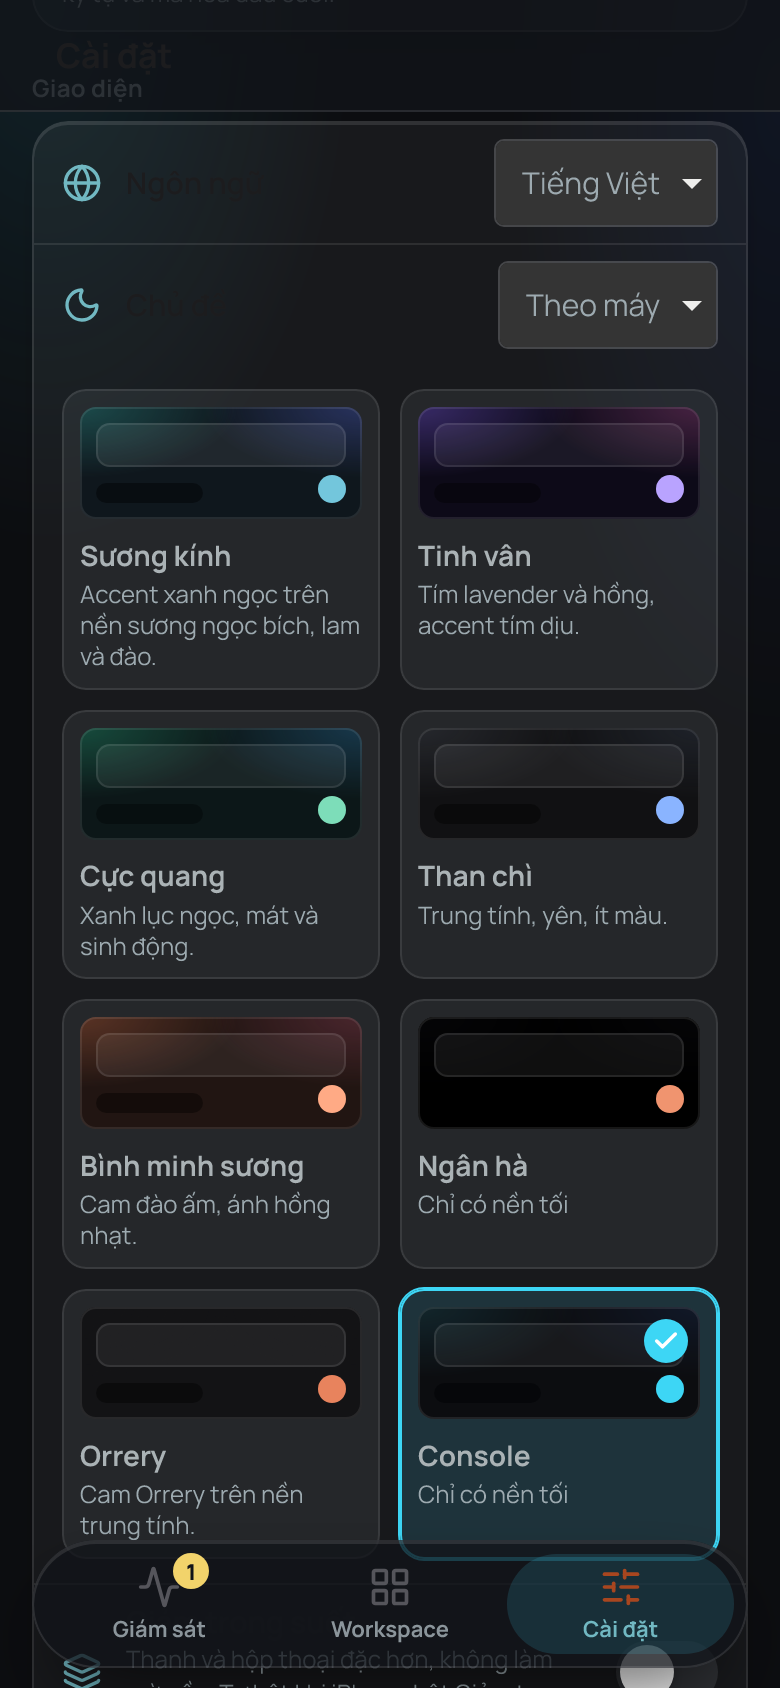 Cài đặt
Giao diện
Ngôn ngữ
Tiếng Việt
Theo máy
Sương kính
Accent xanh ngọc trên
nền sương ngọc bích, lam
và đào.
Tinh vân
Tím lavender và hồng,
accent tím dịu.
Cực quang
Xanh lục ngọc, mát và
sinh động.
Than chì
Trung tính, yên, ít màu.
Bình minh sương
Cam đào ấm, ánh hồng
nhạt.
Ngân hà
Chỉ có nền tối
Orrery
Cam Orrery trên nền
trung tính.
Console
Chỉ có nền tối
1
Giám sát
Workspace
Cài đặt
Thanh và hộp thoại đặc hơn, không làm